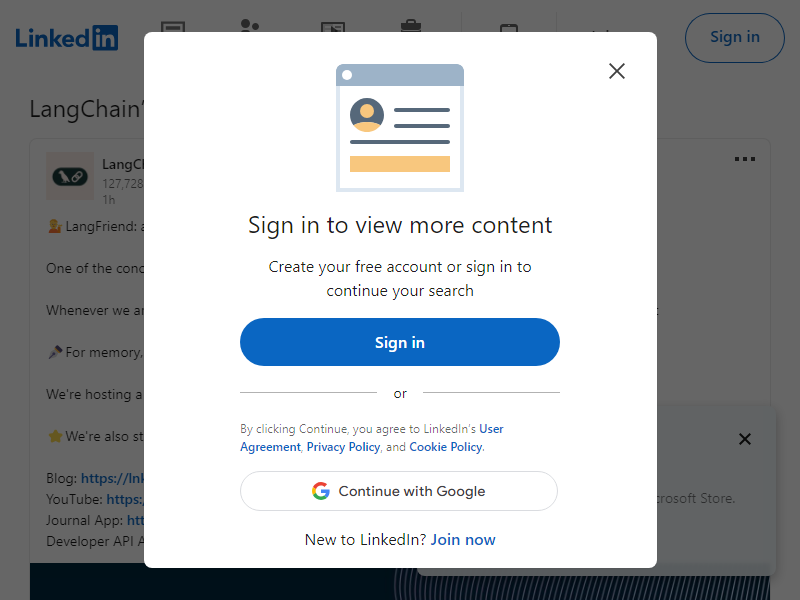 LinkedIn
Sign in
LangChain'
LangCh
127,728
1h
LangFriend: a
One of the conc
Whenever we ar
For memory,
We're hosting a
We're also st
Blog: https://lnk
YouTube: https:/
Journal App: htt
Developer API A
Sign in to view more content
Create your free account or sign in to
continue your search
Sign in
or
By clicking Continue, you agree to LinkedIn's User
Agreement, Privacy Policy, and Cookie Policy.
Continue with Google
New to LinkedIn? Join now
crosoft Store.